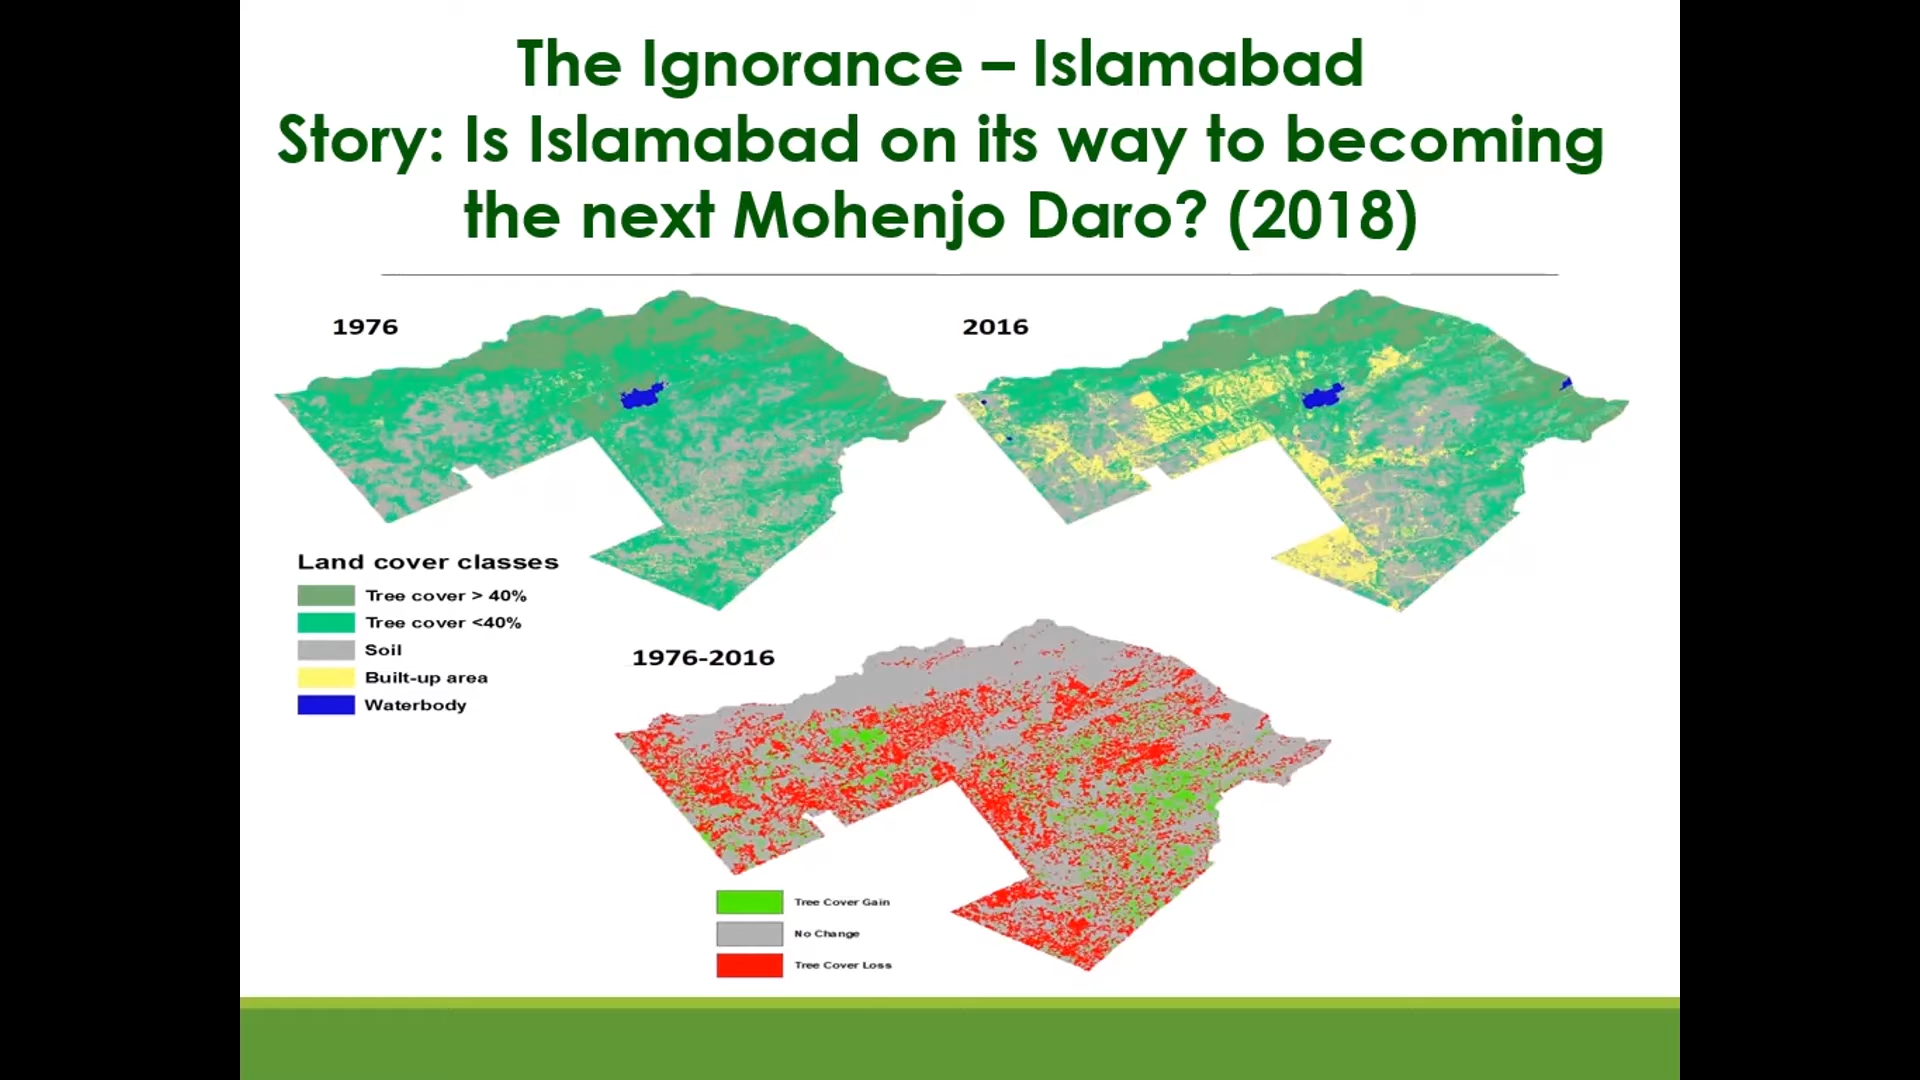 The Ignorance – Islamabad
Story: Is Islamabad on its way to becoming
the next Mohenjo Daro? (2018)
1976
2016
Land cover classes
Tree cover > 40%
Tree cover <40%
Soil
Built-up area
Waterbody
1976-2016
Tree Cover Gain
No Change
Tree Cover Loss